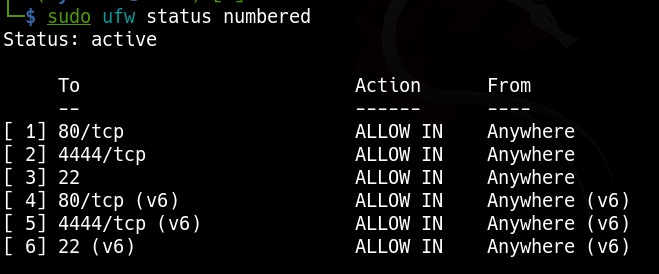 $ sudo ufw status numbered
Status: active
To Action From
-- ------ ----
[ 1] 80/tcp ALLOW IN Anywhere
[ 2] 4444/tcp ALLOW IN Anywhere
[ 3] 22 ALLOW IN Anywhere
[ 4] 80/tcp (v6) ALLOW IN Anywhere (v6)
[ 5] 4444/tcp (v6) ALLOW IN Anywhere (v6)
[ 6] 22 (v6) ALLOW IN Anywhere (v6)